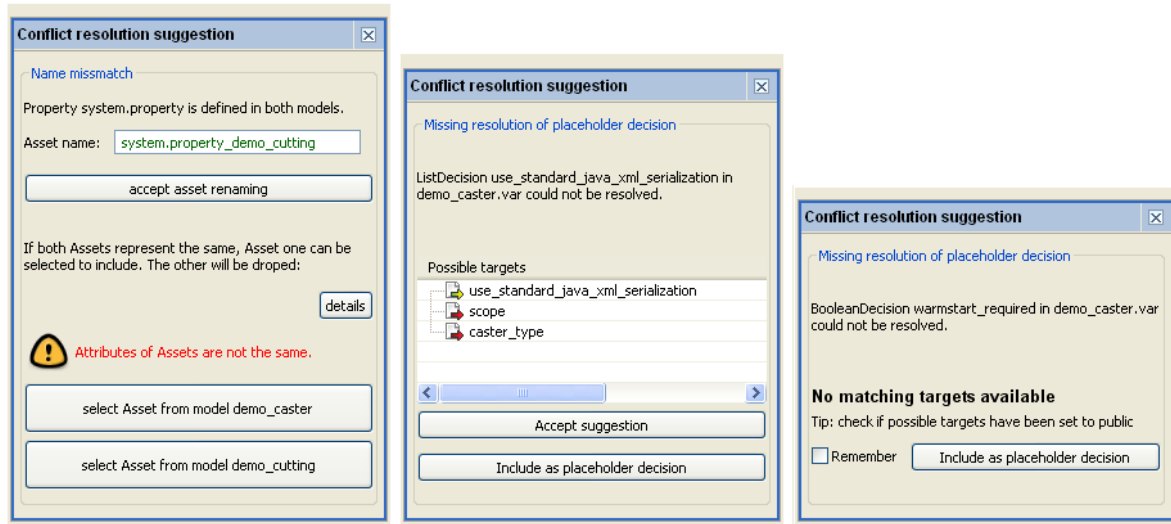 Conflict resolution suggestion
Name missmatch
Property system.property is defined in both models.
Asset name: system.property_demo_cutting
accept asset renaming
If both Assets represent the same, Asset one can be
selected to include. The other will be droped:
details
Attributes of Assets are not the same.
select Asset from model demo_caster
select Asset from model demo_cutting
Conflict resolution suggestion
Missing resolution of placeholder decision
ListDecision use_standard_java_xml_serialization in
demo_caster.var could not be resolved.
Possible targets
use_standard_java_xml_serialization
scope
caster_type
Accept suggestion
Include as placeholder decision
Conflict resolution suggestion
Missing resolution of placeholder decision
BooleanDecision warmstart_required in demo_caster.var
could not be resolved.
No matching targets available
Tip: check if possible targets have been set to public
Remember Include as placeholder decision